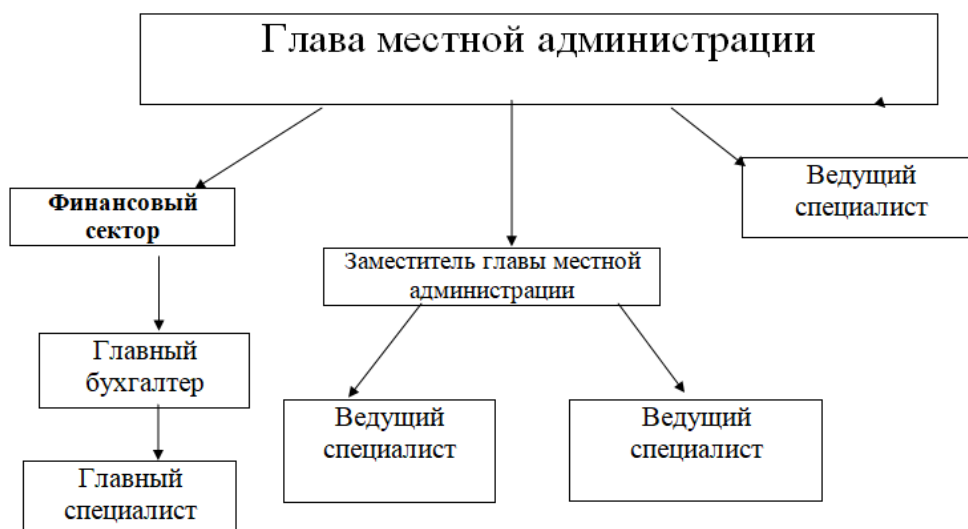 Глава местной администрации
Ведущий
специалист
Финансовый
сектор
Заместитель главы местной
администрации
Главный
бухгалтер
Ведущий
специалист
Ведущий
специалист
Главный
специалист